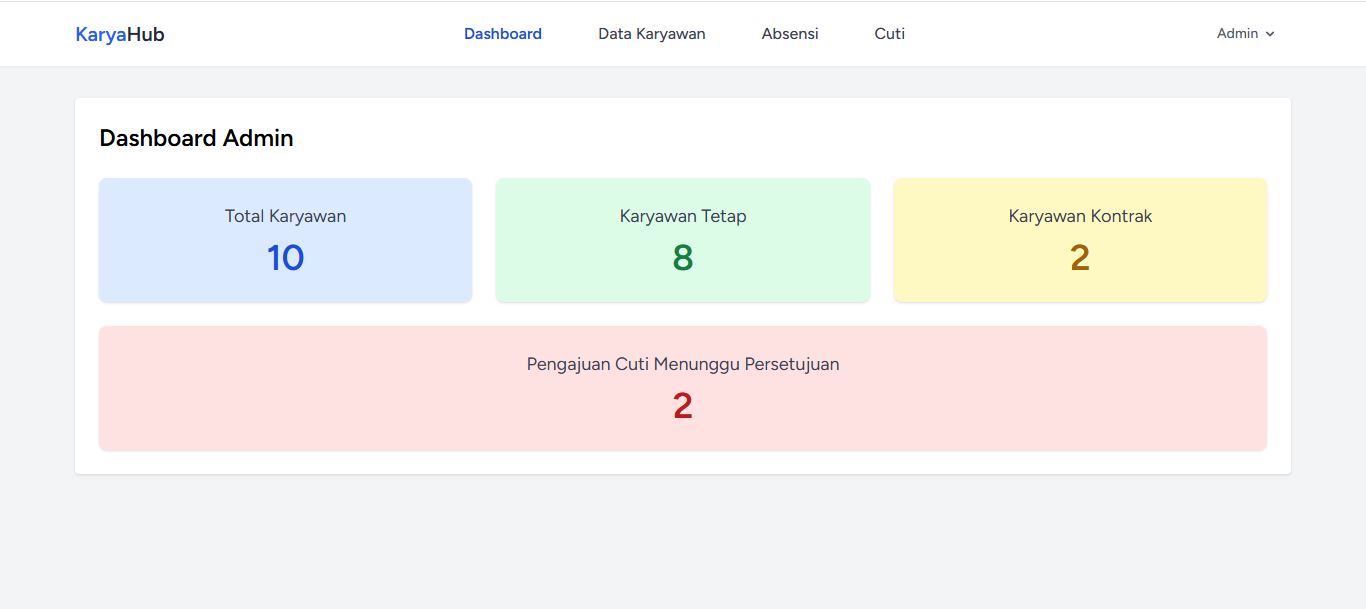 KaryaHub
Dashboard
Data Karyawan
Absensi
Cuti
Admin
Dashboard Admin
Total Karyawan
10
Karyawan Tetap
8
Karyawan Kontrak
2
Pengajuan Cuti Menunggu Persetujuan
2